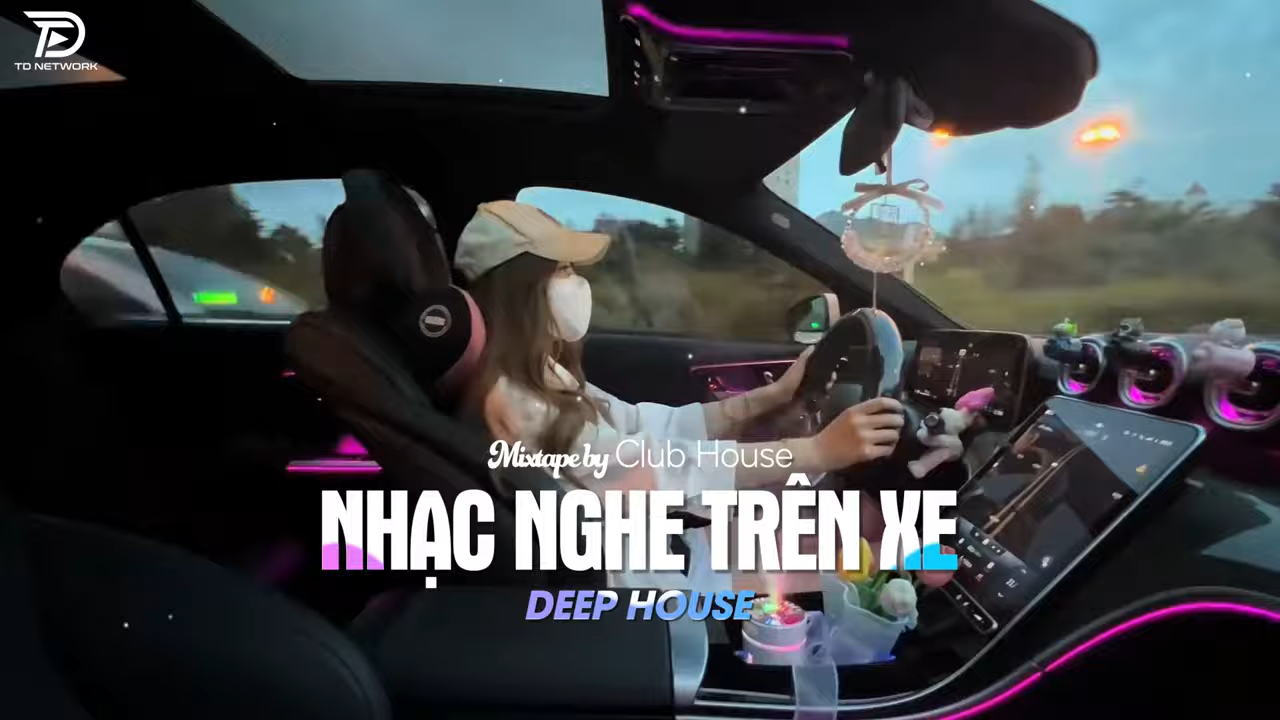 TD NETWORK
Mixtape by Club House
NHẠC NGHE TRÊN XE
DEEP HOUSE